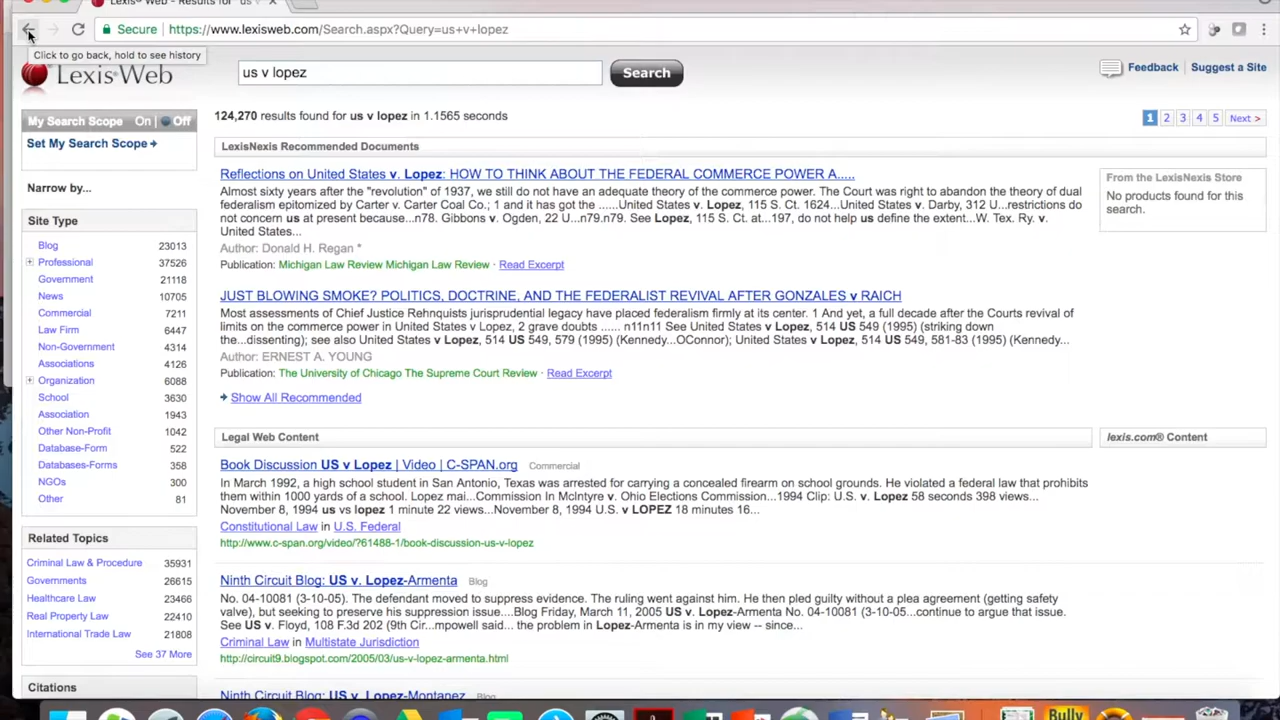 Lexis® Web - Results for "us v
Secure https://www.lexisweb.com/Search.aspx?Query=us+v+lopez
Click to go back, hold to see history
Lexis Web
us v lopez
Search
Feedback
Suggest a Site
My Search Scope On Off
Set My Search Scope
Narrow by...
Site Type
Blog 23013
Professional 37526
Government 21118
News 10705
Commercial 7211
Law Firm 6447
Non-Government 4314
Associations 4126
Organization 6088
School 3630
Association 1943
Other Non-Profit 1042
Database-Form 522
Databases-Forms 358
NGOs 300
Other 81
Related Topics
Criminal Law & Procedure 35931
Governments 26615
Healthcare Law 23466
Real Property Law 22410
International Trade Law 21808
See 37 More
Citations
124,270 results found for us v lopez in 1.1565 seconds
1 2 3 4 5 Next >
LexisNexis Recommended Documents
Reflections on United States v. Lopez: HOW TO THINK ABOUT THE FEDERAL COMMERCE POWER A.....
Almost sixty years after the "revolution" of 1937, we still do not have an adequate theory of the commerce power. The Court was right to abandon the theory of dual
federalism epitomized by Carter v. Carter Coal Co.; 1 and it has got the ......United States v. Lopez, 115 S. Ct. 1624...United States v. Darby, 312 U...restrictions do
not concern us at present because...n78. Gibbons v. Ogden, 22 U...n79.n79. See Lopez, 115 S. Ct. at...197, do not help us define the extent...W. Tex. Ry. v.
United States...
Author: Donald H. Regan *
Publication: Michigan Law Review Michigan Law Review · Read Excerpt
JUST BLOWING SMOKE? POLITICS, DOCTRINE, AND THE FEDERALIST REVIVAL AFTER GONZALES v RAICH
Most assessments of Chief Justice Rehnquists jurisprudential legacy have placed federalism firmly at its center. 1 And yet, a full decade after the Courts revival of
limits on the commerce power in United States v Lopez, 2 grave doubts ...... n11n11 See United States v Lopez, 514 US 549 (1995) (striking down
the...dissenting); see also United States v Lopez, 514 US 549, 579 (1995) (Kennedy...OConnor); United States v Lopez, 514 US 549, 581-83 (1995) (Kennedy...
Author: ERNEST A. YOUNG
Publication: The University of Chicago The Supreme Court Review · Read Excerpt
Show All Recommended
From the LexisNexis Store
No products found for this
search.
Legal Web Content
lexis.com® Content
Book Discussion US v Lopez | Video | C-SPAN.org Commercial
In March 1992, a high school student in San Antonio, Texas was arrested for carrying a concealed firearm on school grounds. He violated a federal law that prohibits
them within 1000 yards of a school. Lopez mai...Commission In McIntyre v. Ohio Elections Commission...1994 Clip: U.S. v. Lopez 58 seconds 398 views...
November 8, 1994 us vs lopez 1 minute 22 views...November 8, 1994 U.S. v LOPEZ 18 minutes 16...
Constitutional Law in U.S. Federal
http://www.c-span.org/video/?61488-1/book-discussion-us-v-lopez
Ninth Circuit Blog: US v. Lopez-Armenta Blog
No. 04-10081 (3-10-05). The defendant moved to suppress evidence. The ruling went against him. He then pled guilty without a plea agreement (getting safety
valve), but seeking to preserve his suppression issue....Blog Friday, March 11, 2005 US v. Lopez-Armenta No. 04-10081 (3-10-05...continue to argue that issue.
See US v. Floyd, 108 F.3d 202 (9th Cir...mpowell said... the problem in Lopez-Armenta is in my view -- since...
Criminal Law in Multistate Jurisdiction
http://circuit9.blogspot.com/2005/03/us-v-lopez-armenta.html
Ninth Circuit Blog: US v. Lopez-Montanez Blog
Bully